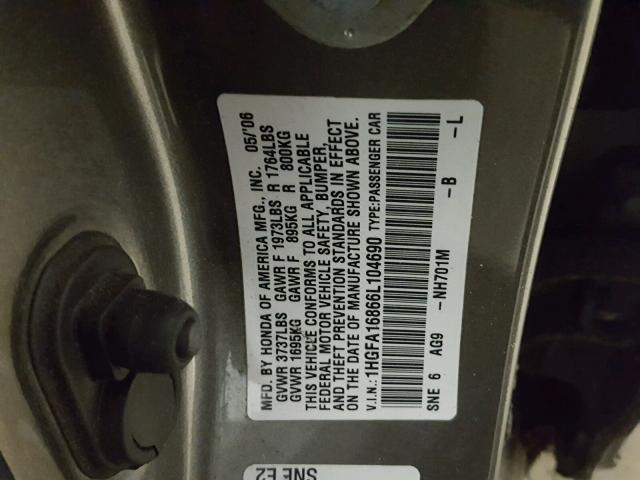 MFD. BY HONDA OF AMERICA MFG., INC. 05/'06
GVWR 3737LBS GAWR F 1973LBS R 1764LBS
GVWR 1695KG GAWR F 895KG R 800KG
THIS VEHICLE CONFORMS TO ALL APPLICABLE
FEDERAL MOTOR VEHICLE SAFETY, BUMPER,
AND THEFT PREVENTION STANDARDS IN EFFECT
ON THE DATE OF MANUFACTURE SHOWN ABOVE.
V.I.N.:1HGFA16866L104690 TYPE:PASSENGER CAR
SNE 6 AG9 -NH701M -B -L
SNE E2